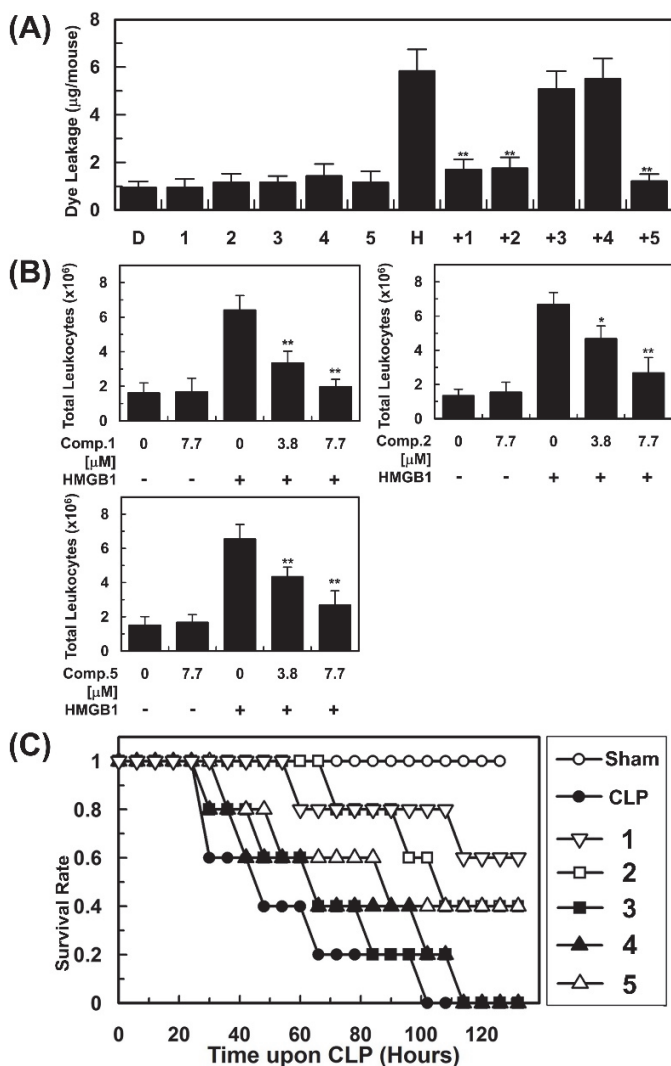 (A)
Dye Leakage (µg/mouse)
8
6
4
2
0
** ** **
D 1 2 3 4 5 H +1 +2 +3 +4 +5
(B)
Total Leukocytes (x10⁶)
8
6
4
2
** **
Comp.1 0 7.7 0 3.8 7.7
[µM]
HMGB1 - - + + +
Total Leukocytes (x10⁶)
8
6
4
2
* **
Comp.2 0 7.7 0 3.8 7.7
[µM]
HMGB1 - - + + +
Total Leukocytes (x10⁶)
8
6
4
2
** **
Comp.5 0 7.7 0 3.8 7.7
[µM]
HMGB1 - - + + +
(C)
Survival Rate
1
0.8
0.6
0.4
0.2
0
0 20 40 60 80 100 120
Time upon CLP (Hours)
Sham
CLP
1
2
3
4
5